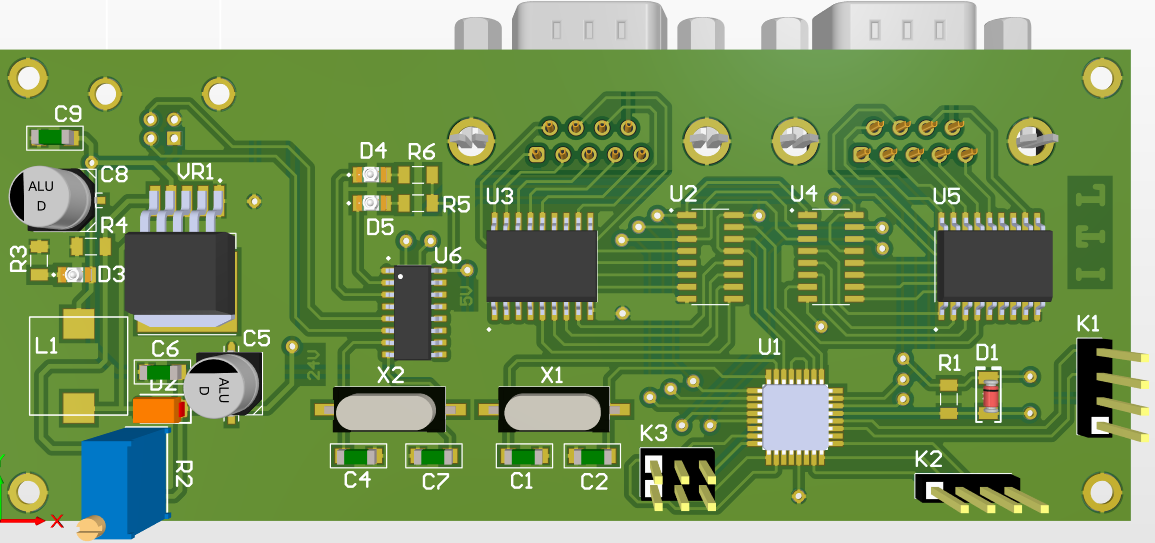 C9
ALU
D
C8
VR1
D4
R6
U3
U2
U4
U5
ITI
R4
R3
D3
D5
R5
U6
5V
L1
C6
C5
24V
ALU
D
X2
X1
U1
R1
D1
K1
R2
K3
K2
C4
C7
C1
C2
X